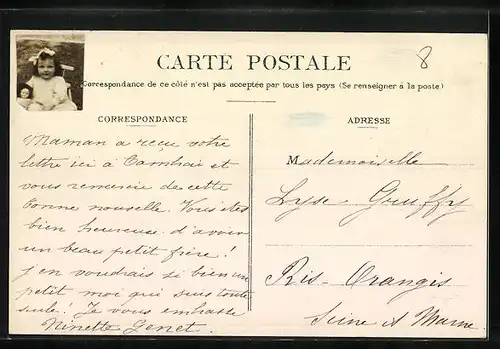 CARTE POSTALE
8
Correspondance de ce côté n'est pas acceptée par tous les pays (Se renseigner à la poste)
CORRESPONDANCE
Maman a reçu votre
lettre ici à Cambrai et
vous remercie de cette
bonne nouvelle. Vous êtes
bien heureuse d'avoir
un beau petit frère!
J'en voudrais si bien un
petit moi qui suis toute
seule! Je vous embrasse
Ninette Genet.
ADRESSE
Mademoiselle
Lyse Gruffy
Ris-Orangis
Seine et Marne